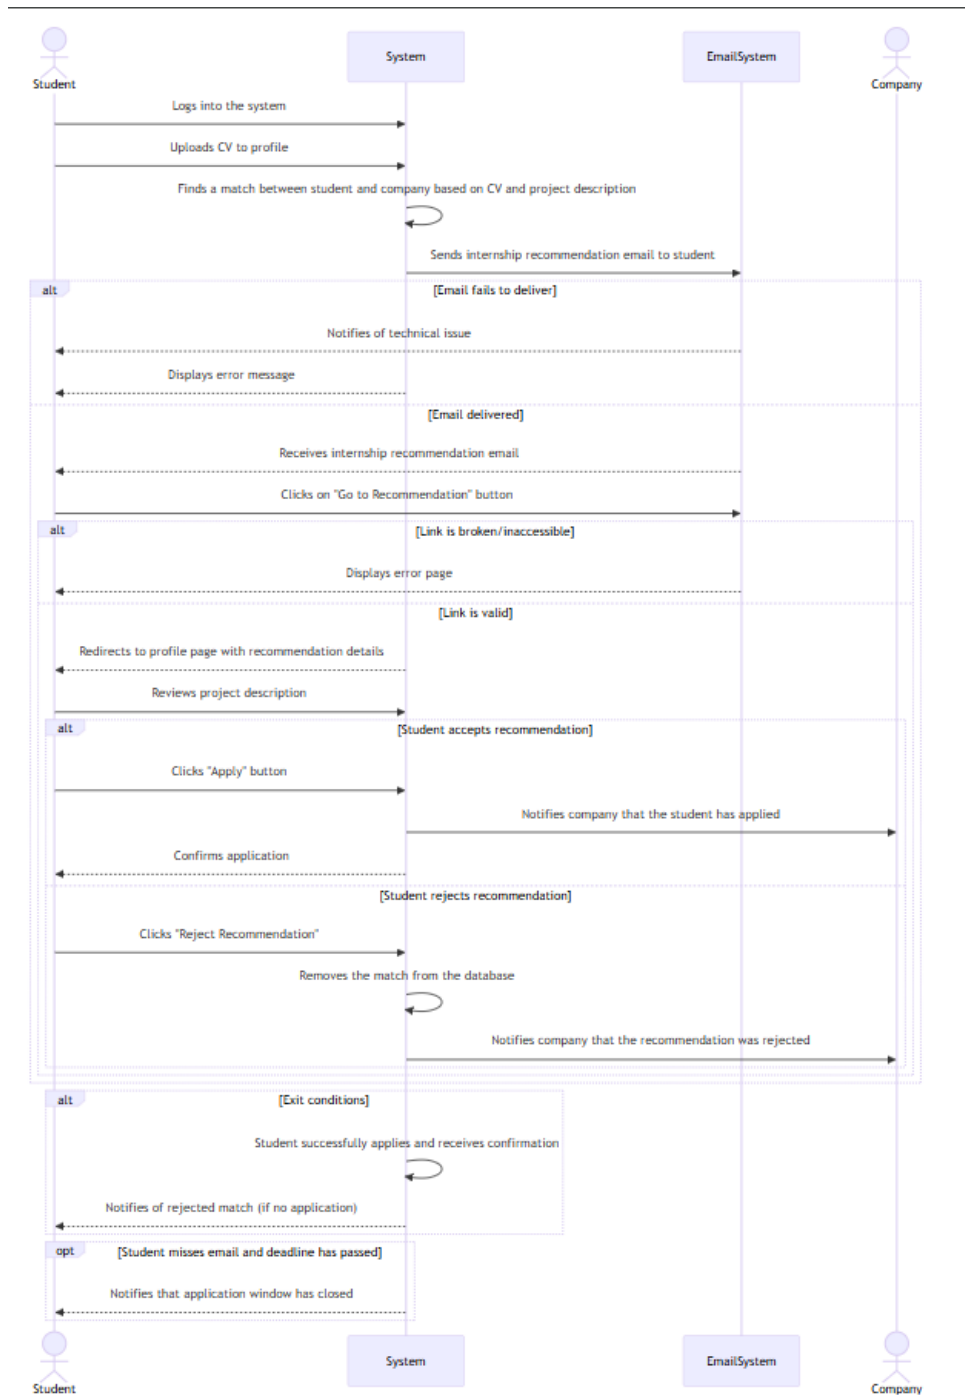 System
EmailSystem
Student
Company
Logs into the system
Uploads CV to profile
Finds a match between student and company based on CV and project description
Sends internship recommendation email to student
alt
[Email fails to deliver]
Notifies of technical issue
Displays error message
[Email delivered]
Receives internship recommendation email
Clicks on "Go to Recommendation" button
alt
[Link is broken/inaccessible]
Displays error page
[Link is valid]
Redirects to profile page with recommendation details
Reviews project description
alt
[Student accepts recommendation]
Clicks "Apply" button
Notifies company that the student has applied
Confirms application
[Student rejects recommendation]
Clicks "Reject Recommendation"
Removes the match from the database
Notifies company that the recommendation was rejected
alt
[Exit conditions]
Student successfully applies and receives confirmation
Notifies of rejected match (if no application)
opt
[Student misses email and deadline has passed]
Notifies that application window has closed
System
EmailSystem
Student
Company